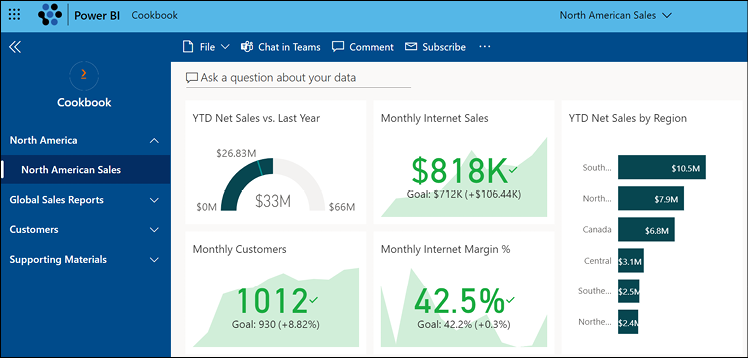 Power BI Cookbook North American Sales
File Chat in Teams Comment Subscribe ...
Cookbook
North America
North American Sales
Global Sales Reports
Customers
Supporting Materials
Ask a question about your data
YTD Net Sales vs. Last Year
$26.83M
$0M $33M $66M
Monthly Internet Sales
$818K
Goal: $712K (+$106.44K)
YTD Net Sales by Region
South... $10.5M
North... $7.9M
Canada $6.8M
Central $3.1M
Southe... $2.5M
Northe... $2.4M
Monthly Customers
1012
Goal: 930 (+8.82%)
Monthly Internet Margin %
42.5%
Goal: 42.2% (+0.3%)